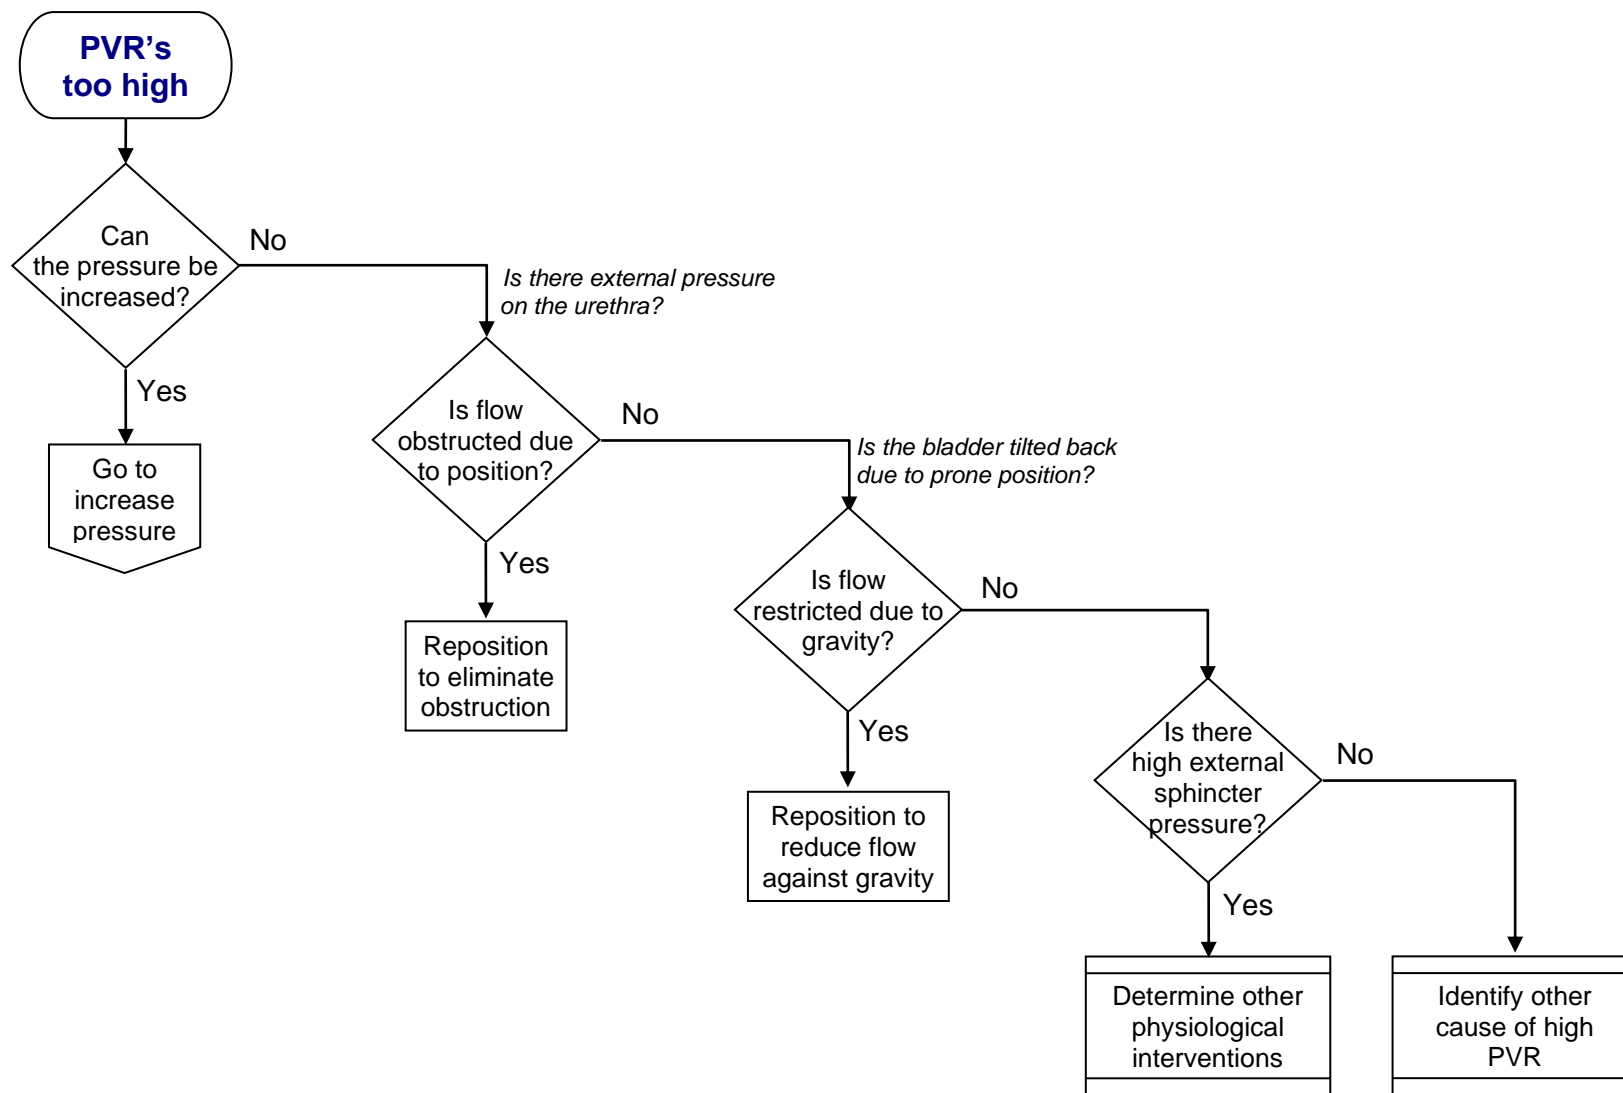 PVR’s
too high
Can
the pressure be
increased?
No
Yes
Go to
increase
pressure
Is there external pressure
on the urethra?
Is flow
obstructed due
to position?
No
Yes
Reposition
to eliminate
obstruction
Is the bladder tilted back
due to prone position?
Is flow
restricted due to
gravity?
No
Yes
Reposition to
reduce flow
against gravity
Is there
high external
sphincter
pressure?
No
Yes
Determine other
physiological
interventions
Identify other
cause of high
PVR